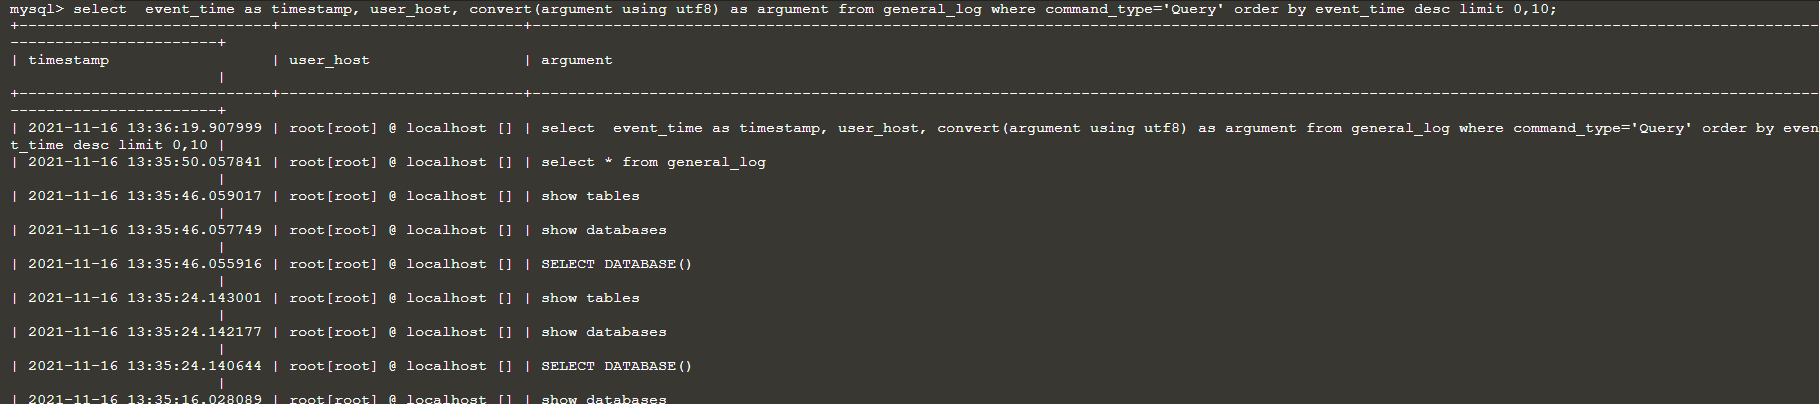 mysql> select  event_time as timestamp, user_host, convert(argument using utf8) as argument from general_log where command_type='Query' order by event_time desc limit 0,10;
+----------------------------+---------------------------+-----------------------------------------------------------------------------------------------------------------------------------------------
-----------------------+
| timestamp                  | user_host                 | argument
                       |
+----------------------------+---------------------------+-----------------------------------------------------------------------------------------------------------------------------------------------
-----------------------+
| 2021-11-16 13:36:19.907999 | root[root] @ localhost [] | select  event_time as timestamp, user_host, convert(argument using utf8) as argument from general_log where command_type='Query' order by even
t_time desc limit 0,10 |
| 2021-11-16 13:35:50.057841 | root[root] @ localhost [] | select * from general_log
                       |
| 2021-11-16 13:35:46.059017 | root[root] @ localhost [] | show tables
                       |
| 2021-11-16 13:35:46.057749 | root[root] @ localhost [] | show databases
                       |
| 2021-11-16 13:35:46.055916 | root[root] @ localhost [] | SELECT DATABASE()
                       |
| 2021-11-16 13:35:24.143001 | root[root] @ localhost [] | show tables
                       |
| 2021-11-16 13:35:24.142177 | root[root] @ localhost [] | show databases
                       |
| 2021-11-16 13:35:24.140644 | root[root] @ localhost [] | SELECT DATABASE()
                       |
| 2021-11-16 13:35:16.028089 | root[root] @ localhost [] | show databases